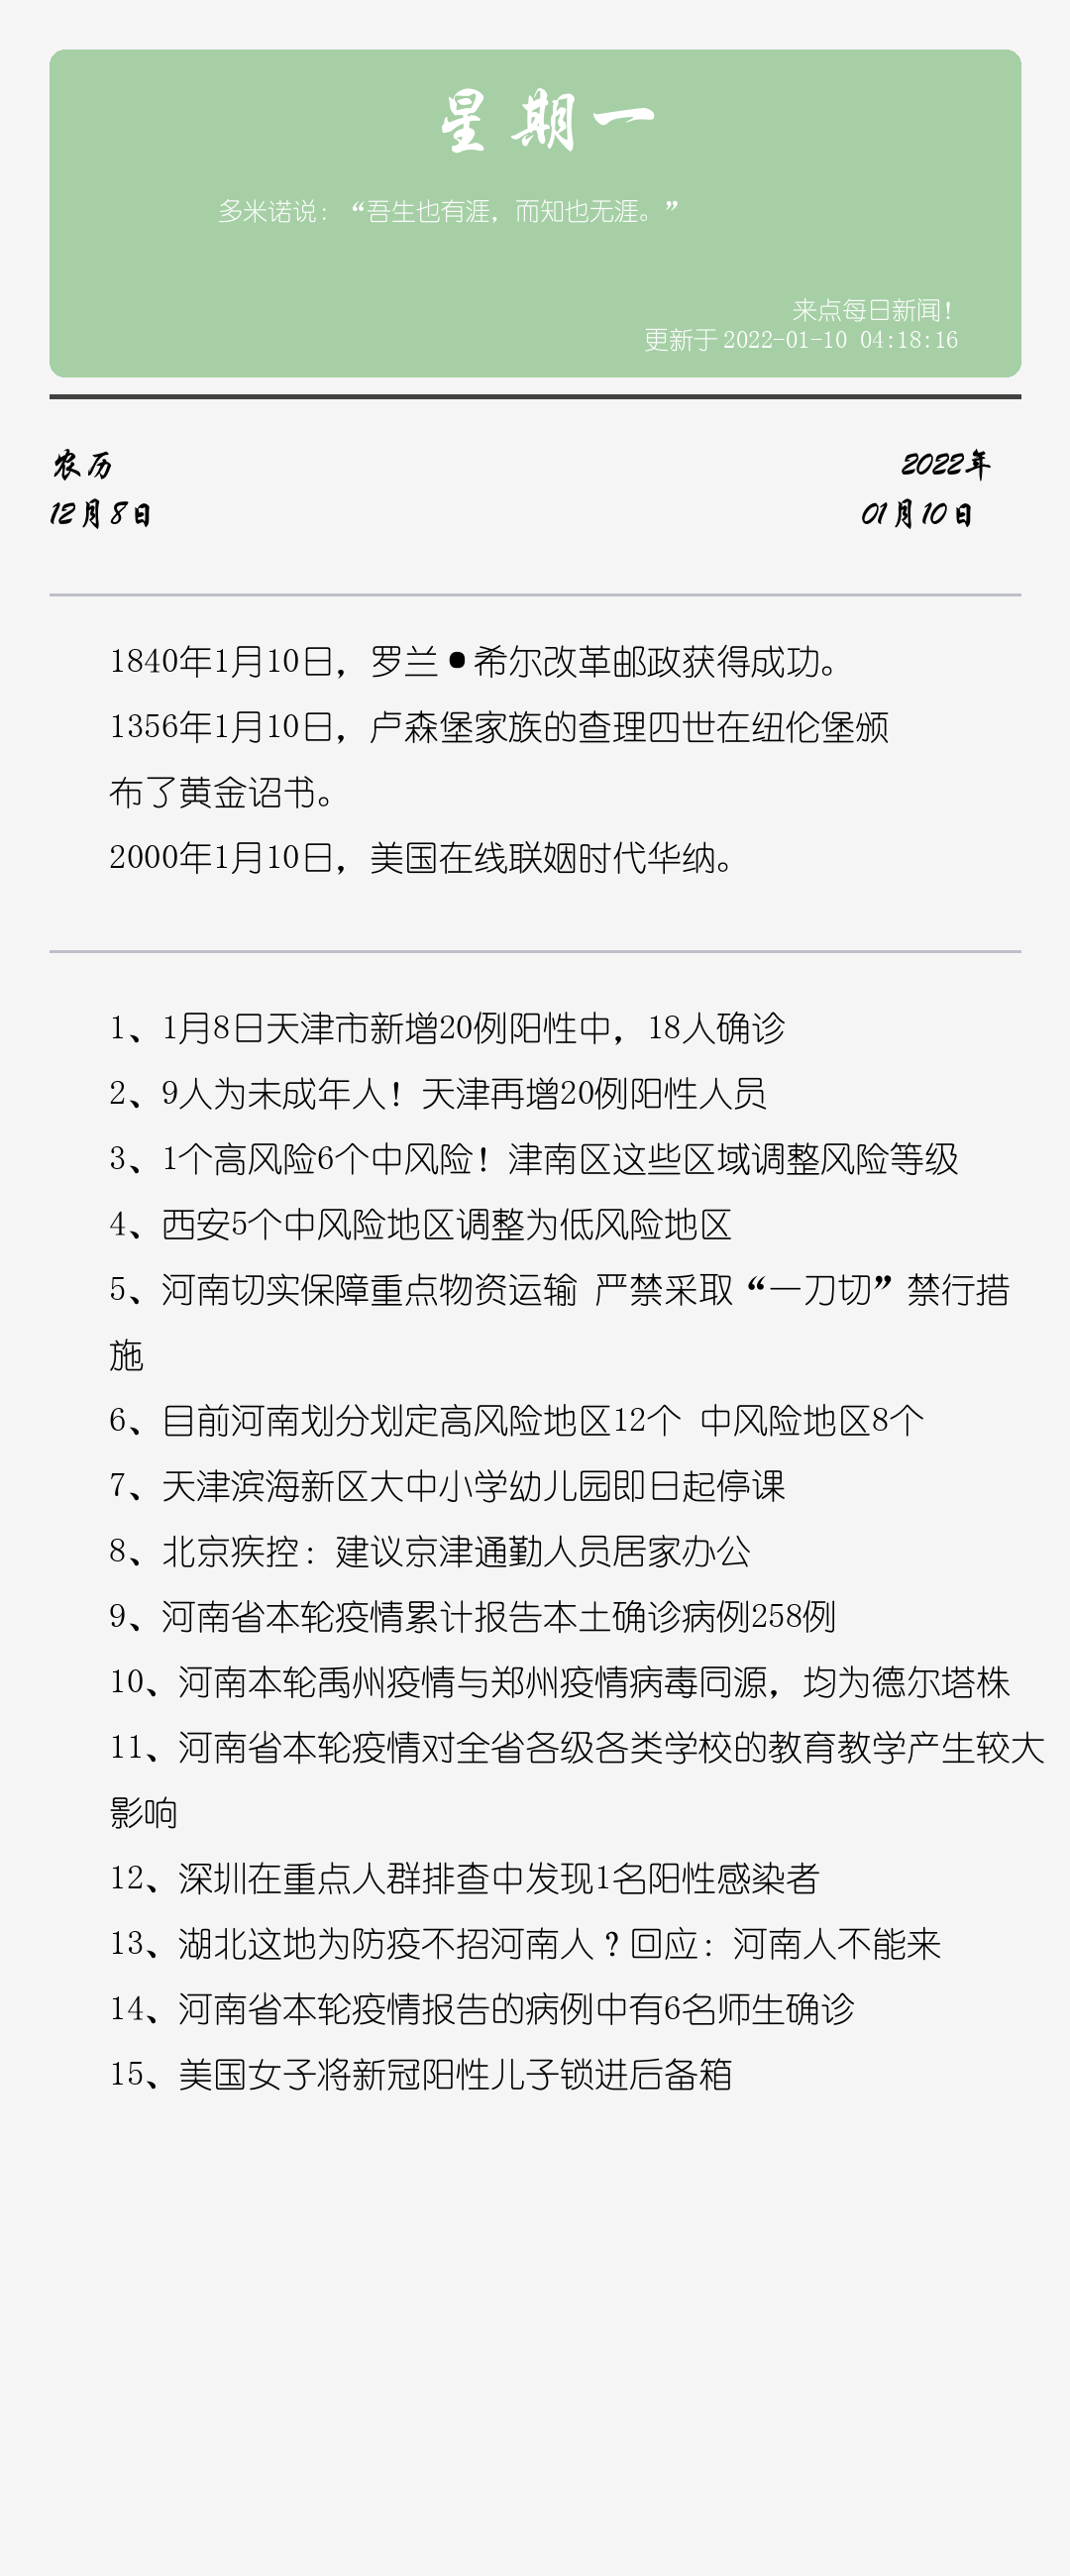 星期一
多米诺说：“吾生也有涯，而知也无涯。”
来点每日新闻！
更新于 2022-01-10 04:18:16
农历
2022年
12月8日
01月10日
1840年1月10日，罗兰•希尔改革邮政获得成功。
1356年1月10日，卢森堡家族的查理四世在纽伦堡颁
布了黄金诏书。
2000年1月10日，美国在线联姻时代华纳。
1、1月8日天津市新增20例阳性中，18人确诊
2、9人为未成年人！天津再增20例阳性人员
3、1个高风险6个中风险！津南区这些区域调整风险等级
4、西安5个中风险地区调整为低风险地区
5、河南切实保障重点物资运输 严禁采取“一刀切”禁行措
施
6、目前河南划分划定高风险地区12个 中风险地区8个
7、天津滨海新区大中小学幼儿园即日起停课
8、北京疾控：建议京津通勤人员居家办公
9、河南省本轮疫情累计报告本土确诊病例258例
10、河南本轮禹州疫情与郑州疫情病毒同源，均为德尔塔株
11、河南省本轮疫情对全省各级各类学校的教育教学产生较大
影响
12、深圳在重点人群排查中发现1名阳性感染者
13、湖北这地为防疫不招河南人？回应：河南人不能来
14、河南省本轮疫情报告的病例中有6名师生确诊
15、美国女子将新冠阳性儿子锁进后备箱